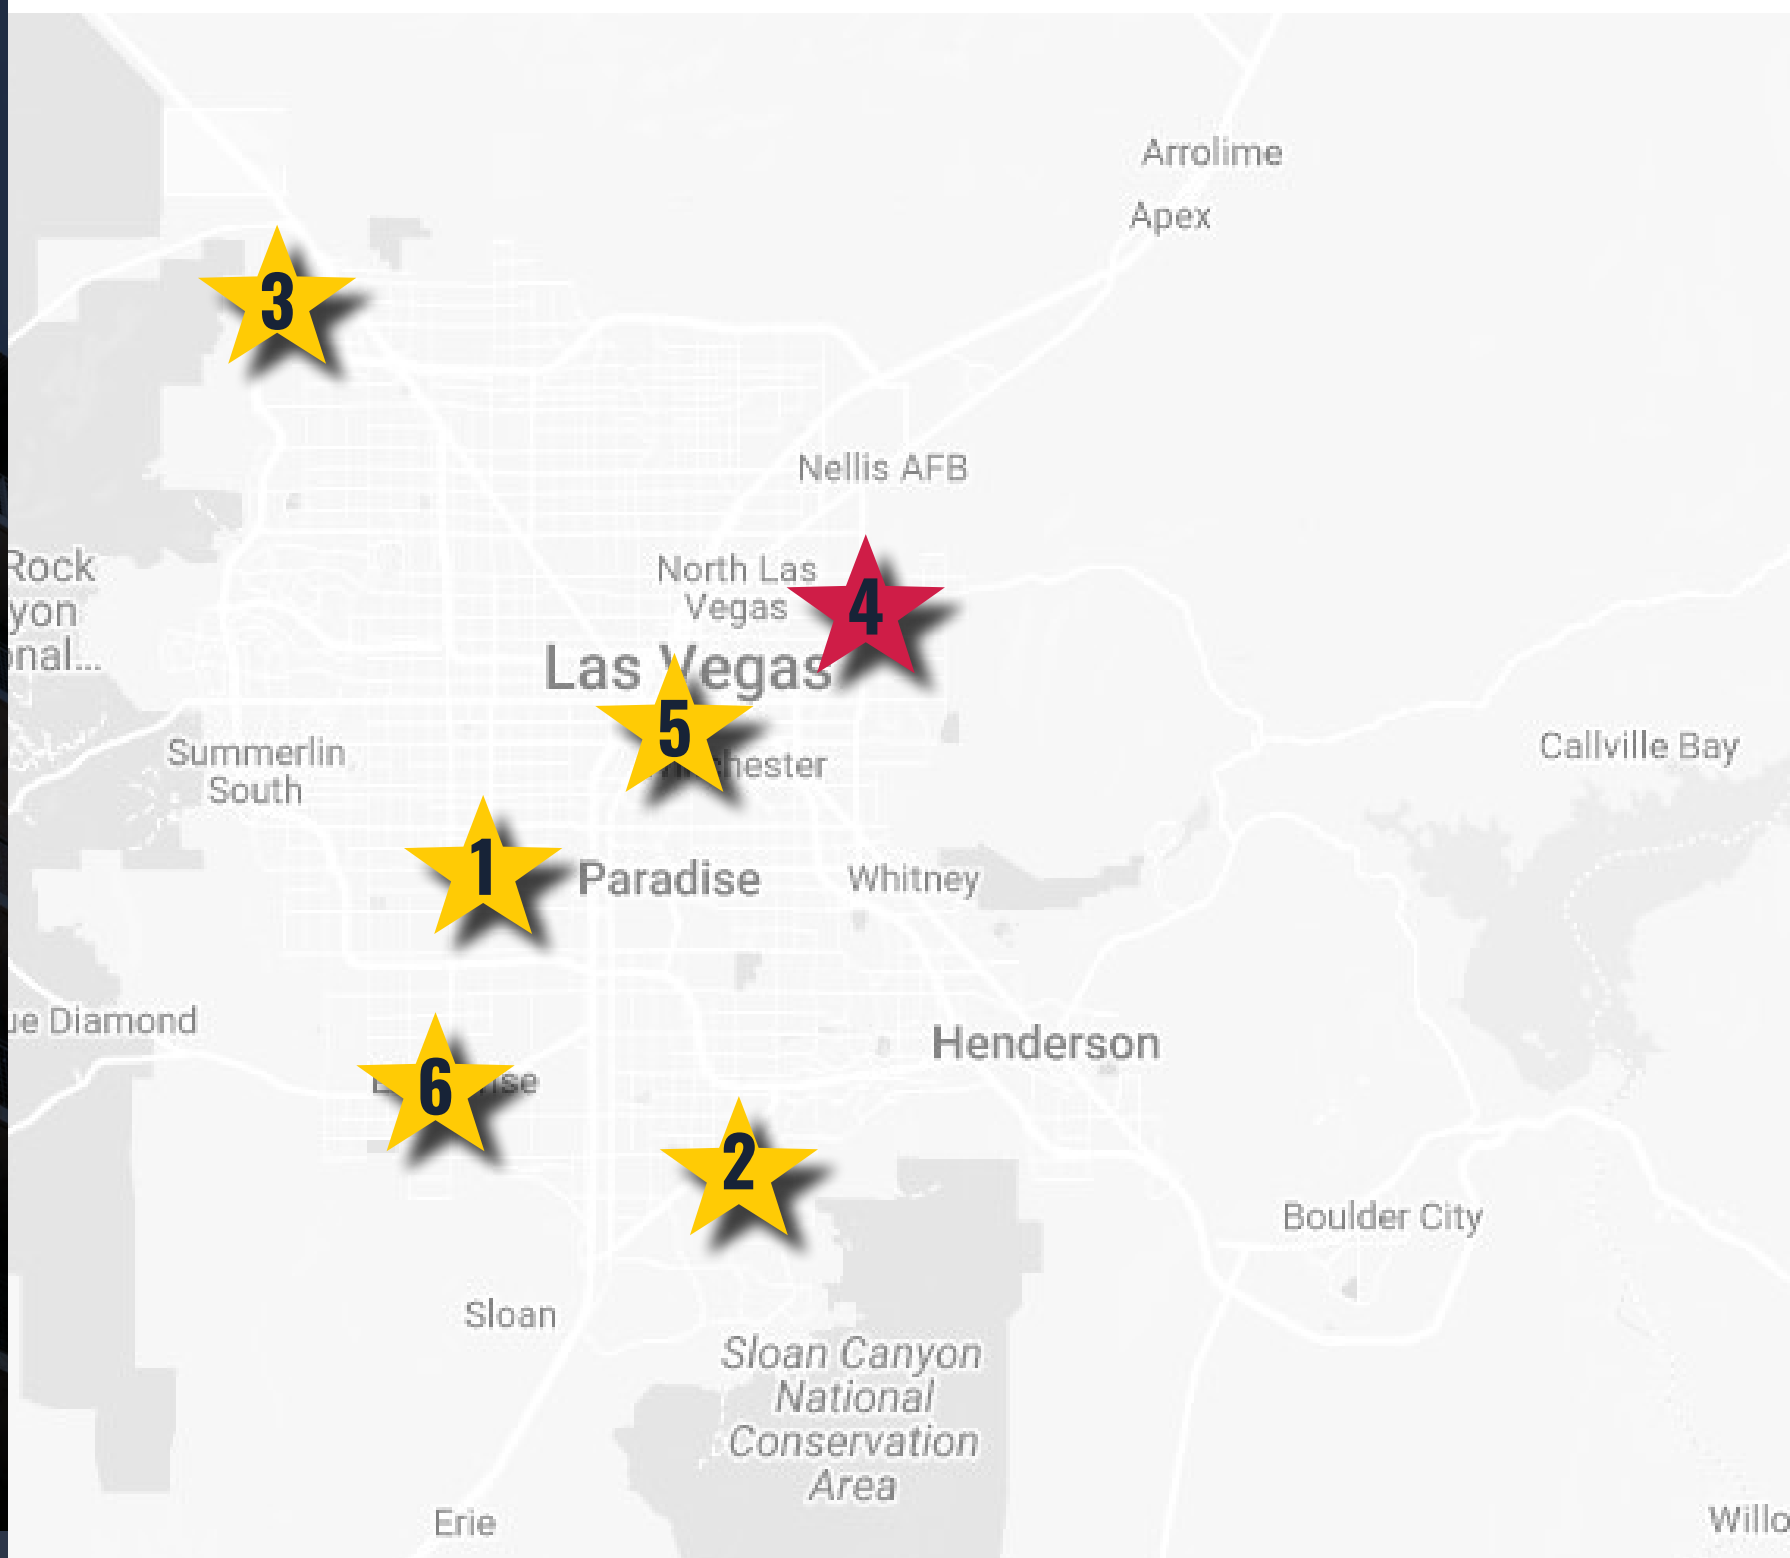 Arrolime
Apex
3
Nellis AFB
Rock
yon
onal...
North Las
Vegas
4
Las Vegas
5
Summerlin
South
Callville Bay
1
Paradise
Whitney
ue Diamond
Henderson
6
2
Boulder City
Sloan
Sloan Canyon
National
Conservation
Area
Erie
Willo